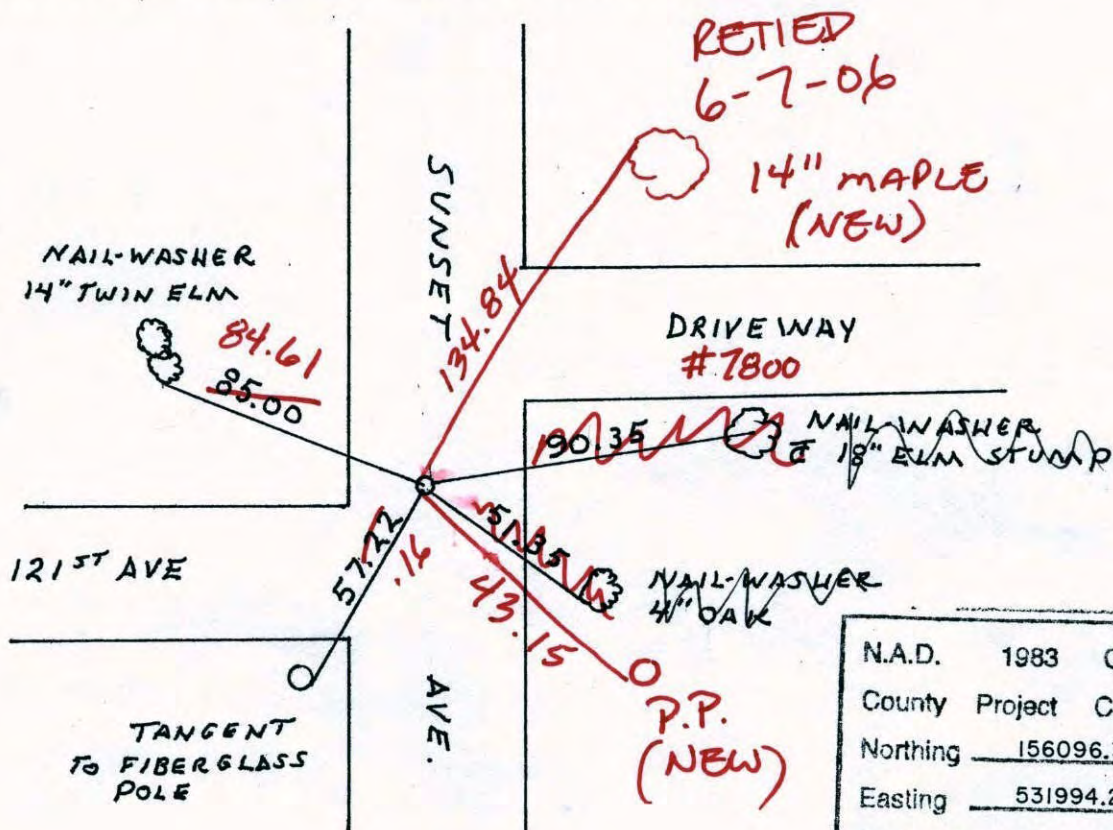 RETIED
6-7-06
14" MAPLE
(NEW)
SUNSET
NAIL-WASHER
14" TWIN ELM
84.61
85.00
134.84
DRIVEWAY
#7800
90.35
NAIL-WASHER
18" ELM STUMP
51.35
121ST AVE
57.22
.16
43.15
NAIL-WASHER
4" OAK
P.P.
(NEW)
AVE.
TANGENT
TO FIBERGLASS
POLE
N.A.D. 1983
County Project
Northing 156096.
Easting 531994.2